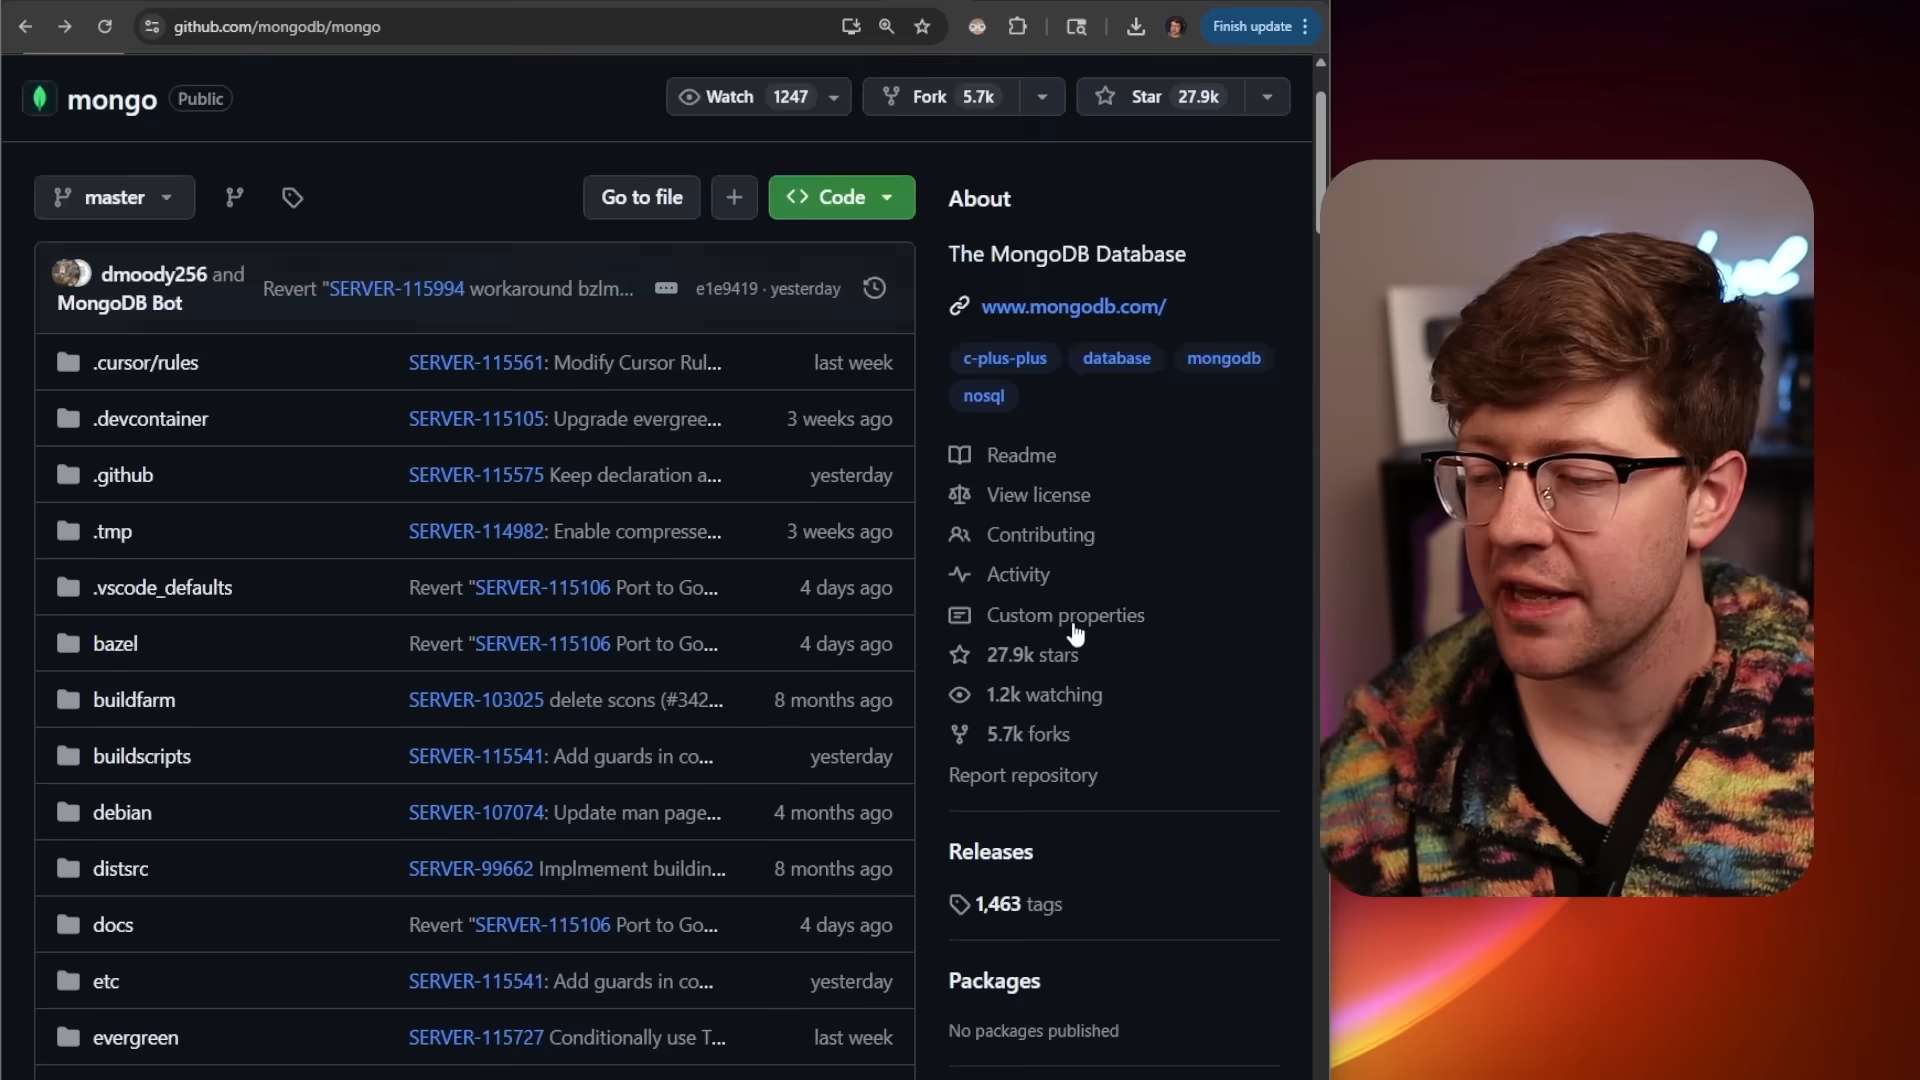 github.com/mongodb/mongo
Finish update
mongo Public
Watch 1247
Fork 5.7k
Star 27.9k
master
Go to file
Code
dmoody256 and
MongoDB Bot
Revert "SERVER-115994 workaround bzlm...
e1e9419 · yesterday
.cursor/rules SERVER-115561: Modify Cursor Rul... last week
.devcontainer SERVER-115105: Upgrade evergree... 3 weeks ago
.github SERVER-115575 Keep declaration a... yesterday
.tmp SERVER-114982: Enable compresse... 3 weeks ago
.vscode_defaults Revert "SERVER-115106 Port to Go... 4 days ago
bazel Revert "SERVER-115106 Port to Go... 4 days ago
buildfarm SERVER-103025 delete scons (#342... 8 months ago
buildscripts SERVER-115541: Add guards in co... yesterday
debian SERVER-107074: Update man page... 4 months ago
distsrc SERVER-99662 Implmement buildin... 8 months ago
docs Revert "SERVER-115106 Port to Go... 4 days ago
etc SERVER-115541: Add guards in co... yesterday
evergreen SERVER-115727 Conditionally use T... last week
About
The MongoDB Database
www.mongodb.com/
c-plus-plus database mongodb
nosql
Readme
View license
Contributing
Activity
Custom properties
27.9k stars
1.2k watching
5.7k forks
Report repository
Releases
1,463 tags
Packages
No packages published